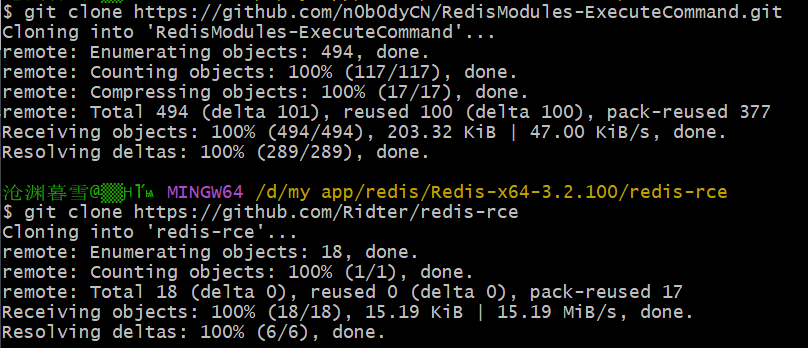 $ git clone https://github.com/n0b0dyCN/RedisModules-ExecuteCommand.git
Cloning into 'RedisModules-ExecuteCommand'...
remote: Enumerating objects: 494, done.
remote: Counting objects: 100% (117/117), done.
remote: Compressing objects: 100% (17/17), done.
remote: Total 494 (delta 101), reused 100 (delta 100), pack-reused 377
Receiving objects: 100% (494/494), 203.32 KiB | 47.00 KiB/s, done.
Resolving deltas: 100% (289/289), done.
沧渊暮雪@ MINGW64 /d/my app/redis/Redis-x64-3.2.100/redis-rce
$ git clone https://github.com/Ridter/redis-rce
Cloning into 'redis-rce'...
remote: Enumerating objects: 18, done.
remote: Counting objects: 100% (1/1), done.
remote: Total 18 (delta 0), reused 0 (delta 0), pack-reused 17
Receiving objects: 100% (18/18), 15.19 KiB | 15.19 MiB/s, done.
Resolving deltas: 100% (6/6), done.